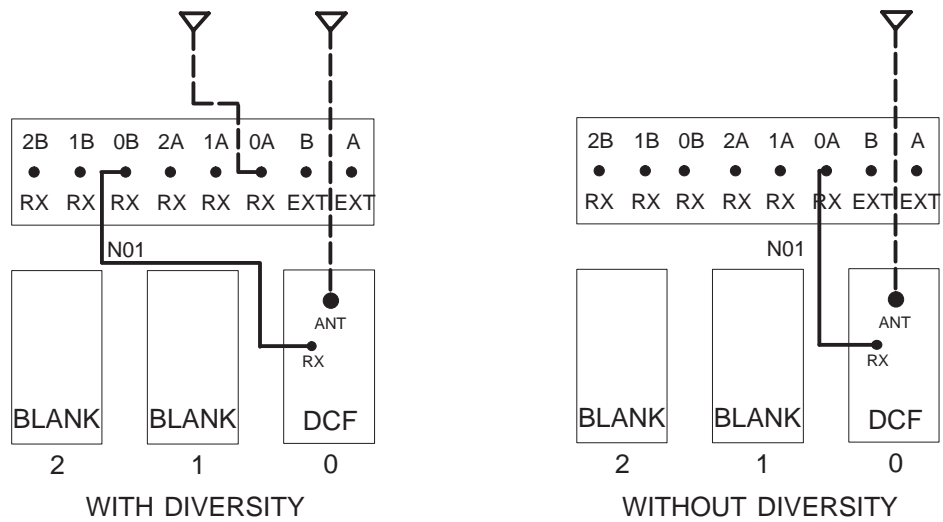 2B 1B 0B 2A 1A 0A B A
RX RX RX RX RX RX EXT EXT
N01
ANT
RX
BLANK BLANK DCF
2 1 0
WITH DIVERSITY
2B 1B 0B 2A 1A 0A B A
RX RX RX RX RX RX EXT EXT
N01
ANT
RX
BLANK BLANK DCF
2 1 0
WITHOUT DIVERSITY